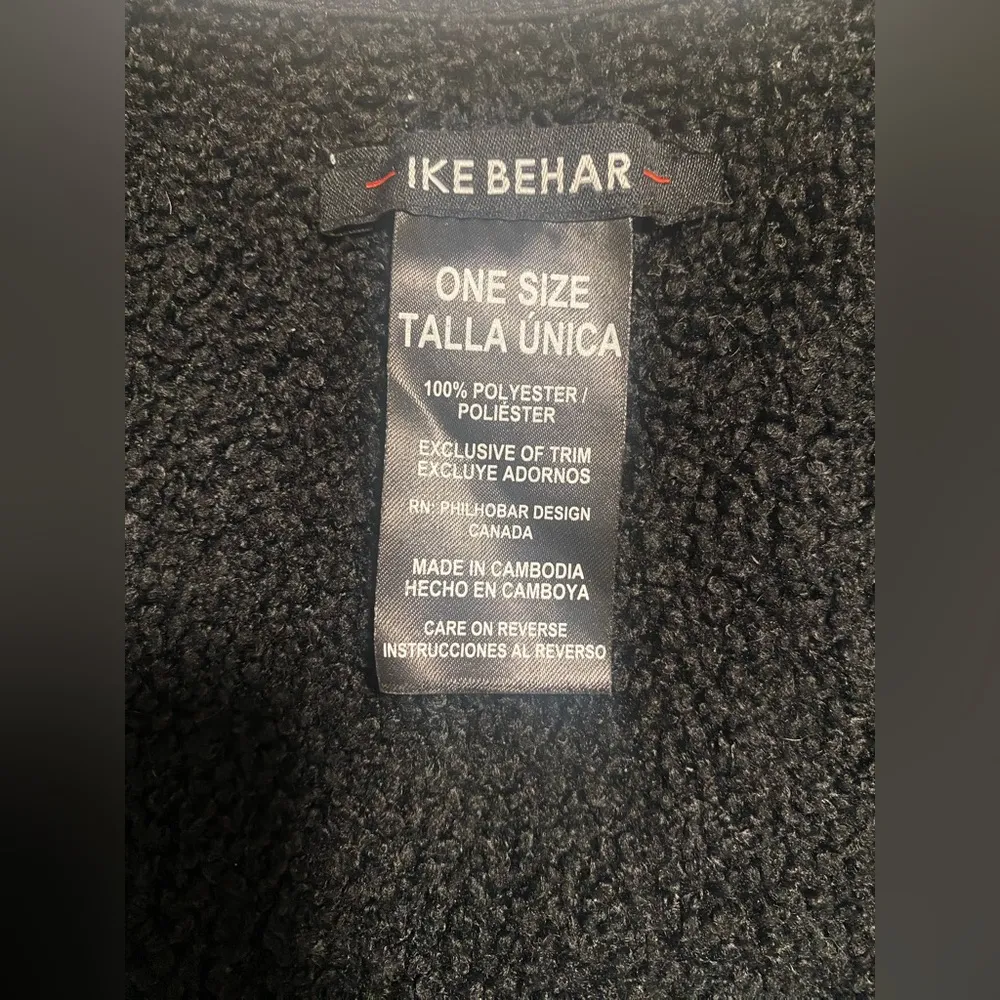 IKE BEHAR
ONE SIZE
TALLA ÚNICA
100% POLYESTER /
POLIÉSTER
EXCLUSIVE OF TRIM
EXCLUYE ADORNOS
RN: PHILHOBAR DESIGN
CANADA
MADE IN CAMBODIA
HECHO EN CAMBOYA
CARE ON REVERSE
INSTRUCCIONES AL REVERSO